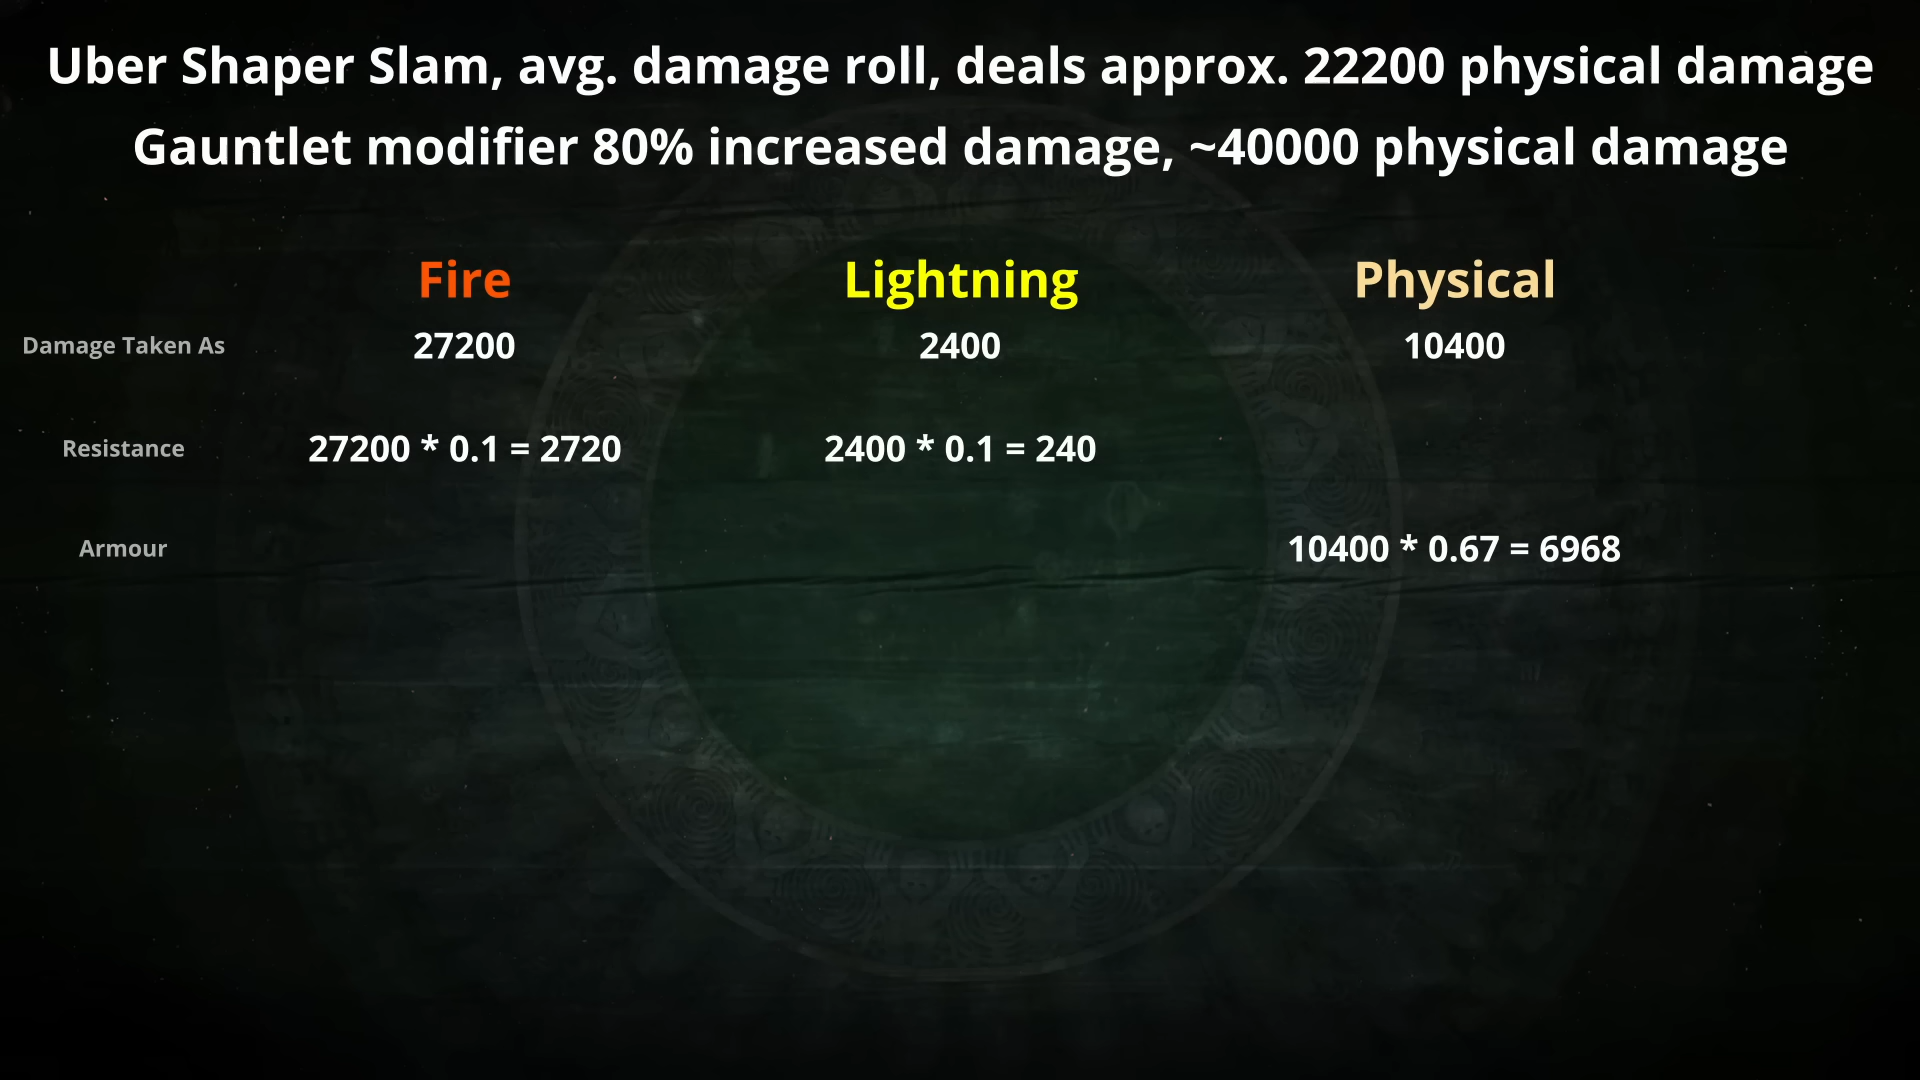 Uber Shaper Slam, avg. damage roll, deals approx. 22200 physical damage
Gauntlet modifier 80% increased damage, ~40000 physical damage
Fire Lightning Physical
Damage Taken As 27200 2400 10400
Resistance 27200 * 0.1 = 2720 2400 * 0.1 = 240
Armour 10400 * 0.67 = 6968